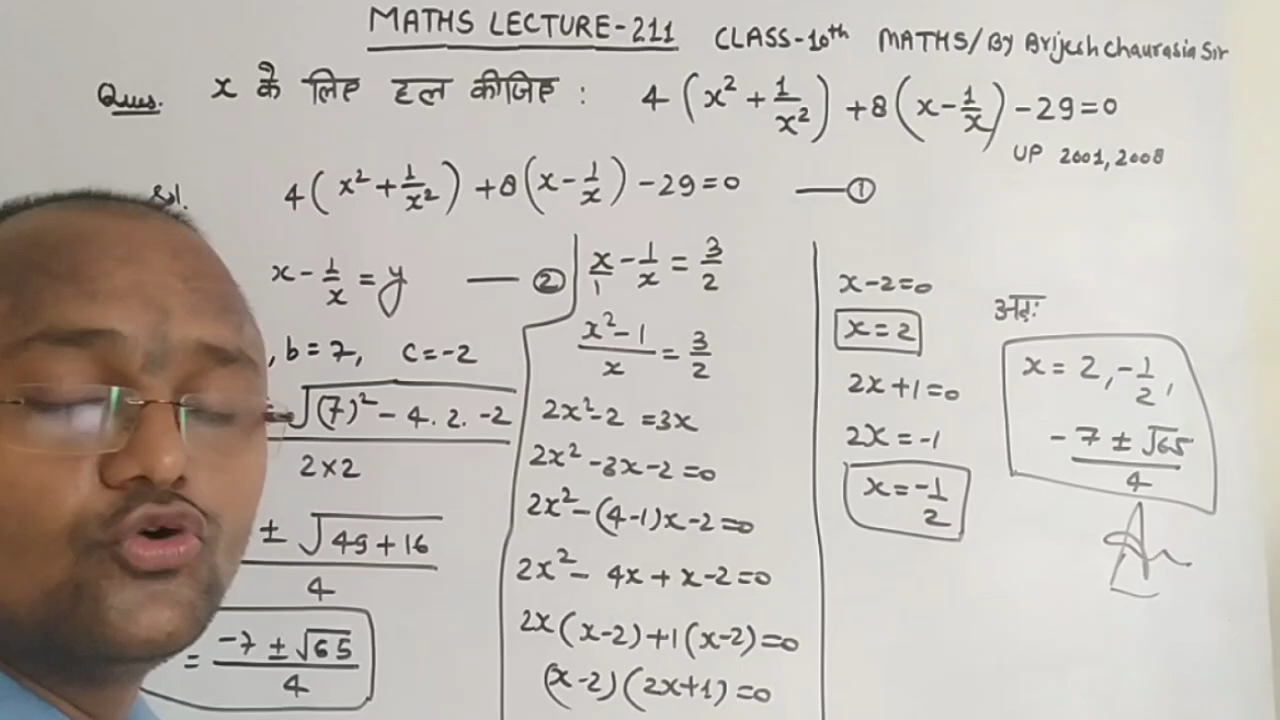 MATHS LECTURE-211 CLASS-10th MATHS/By Brijesh Chaurasia Sir
Ques. x के लिए हल कीजिए : 4(x² + 1/x²) + 8(x - 1/x) - 29 = 0
UP 2001, 2008
Sol. 4(x² + 1/x²) + 8(x - 1/x) - 29 = 0 —①
x - 1/x = y —②
, b = 7, c = -2
√(7)² - 4. 2. -2
2×2
± √49+16
4
= -7 ± √65
4
x/1 - 1/x = 3/2
x²-1/x = 3/2
2x²-2 = 3x
2x² -3x-2=0
2x²-(4-1)x-2=0
2x²- 4x + x-2=0
2x(x-2)+1(x-2)=0
(x-2)(2x+1)=0
x-2=0
x=2
2x+1=0
2x=-1
x=-1/2
अतः
x = 2, -1/2,
-7 ± √65
4